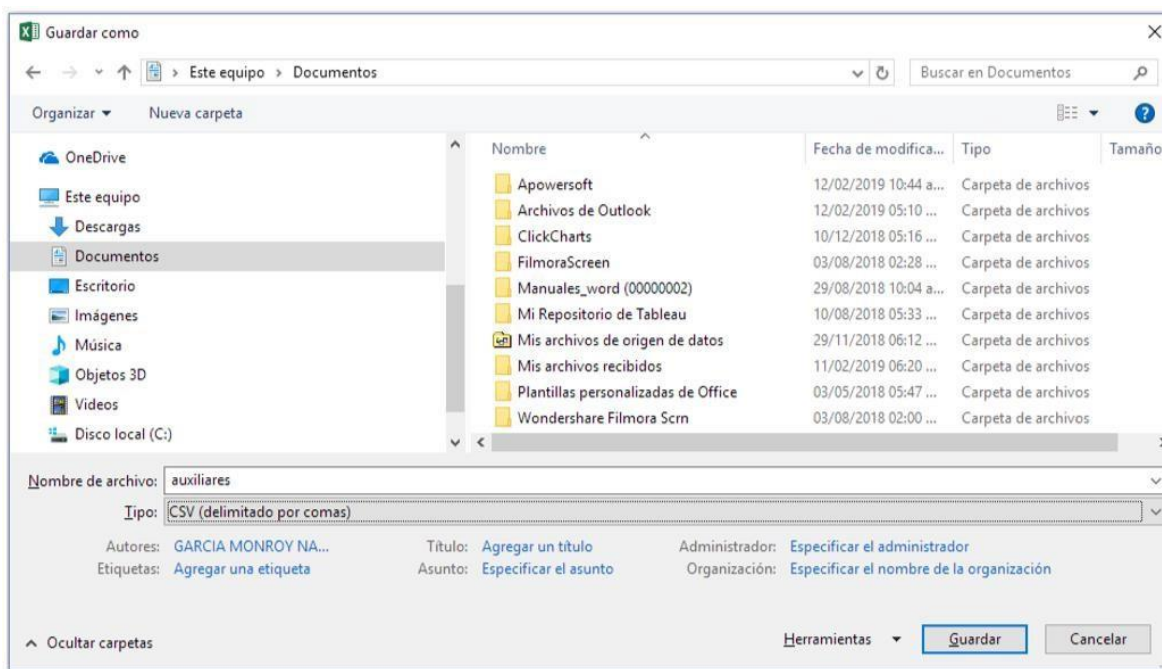 Guardar como
Este equipo > Documentos
Buscar en Documentos
Organizar
Nueva carpeta
OneDrive
Este equipo
Descargas
Documentos
Escritorio
Imágenes
Música
Objetos 3D
Videos
Disco local (C:)
Nombre Fecha de modifica... Tipo Tamaño
Apowersoft 12/02/2019 10:44 a... Carpeta de archivos
Archivos de Outlook 12/02/2019 05:10 ... Carpeta de archivos
ClickCharts 10/12/2018 05:16 ... Carpeta de archivos
FilmoraScreen 03/08/2018 02:28 ... Carpeta de archivos
Manuales_word (00000002) 29/08/2018 10:04 a... Carpeta de archivos
Mi Repositorio de Tableau 10/08/2018 05:33 ... Carpeta de archivos
Mis archivos de origen de datos 29/11/2018 06:12 ... Carpeta de archivos
Mis archivos recibidos 11/02/2019 06:20 ... Carpeta de archivos
Plantillas personalizadas de Office 03/05/2018 05:47 ... Carpeta de archivos
Wondershare Filmora Scrn 03/08/2018 02:00 ... Carpeta de archivos
Nombre de archivo: auxiliares
Tipo: CSV (delimitado por comas)
Autores: GARCIA MONROY NA... Título: Agregar un título Administrador: Especificar el administrador
Etiquetas: Agregar una etiqueta Asunto: Especificar el asunto Organización: Especificar el nombre de la organización
Ocultar carpetas Herramientas Guardar Cancelar